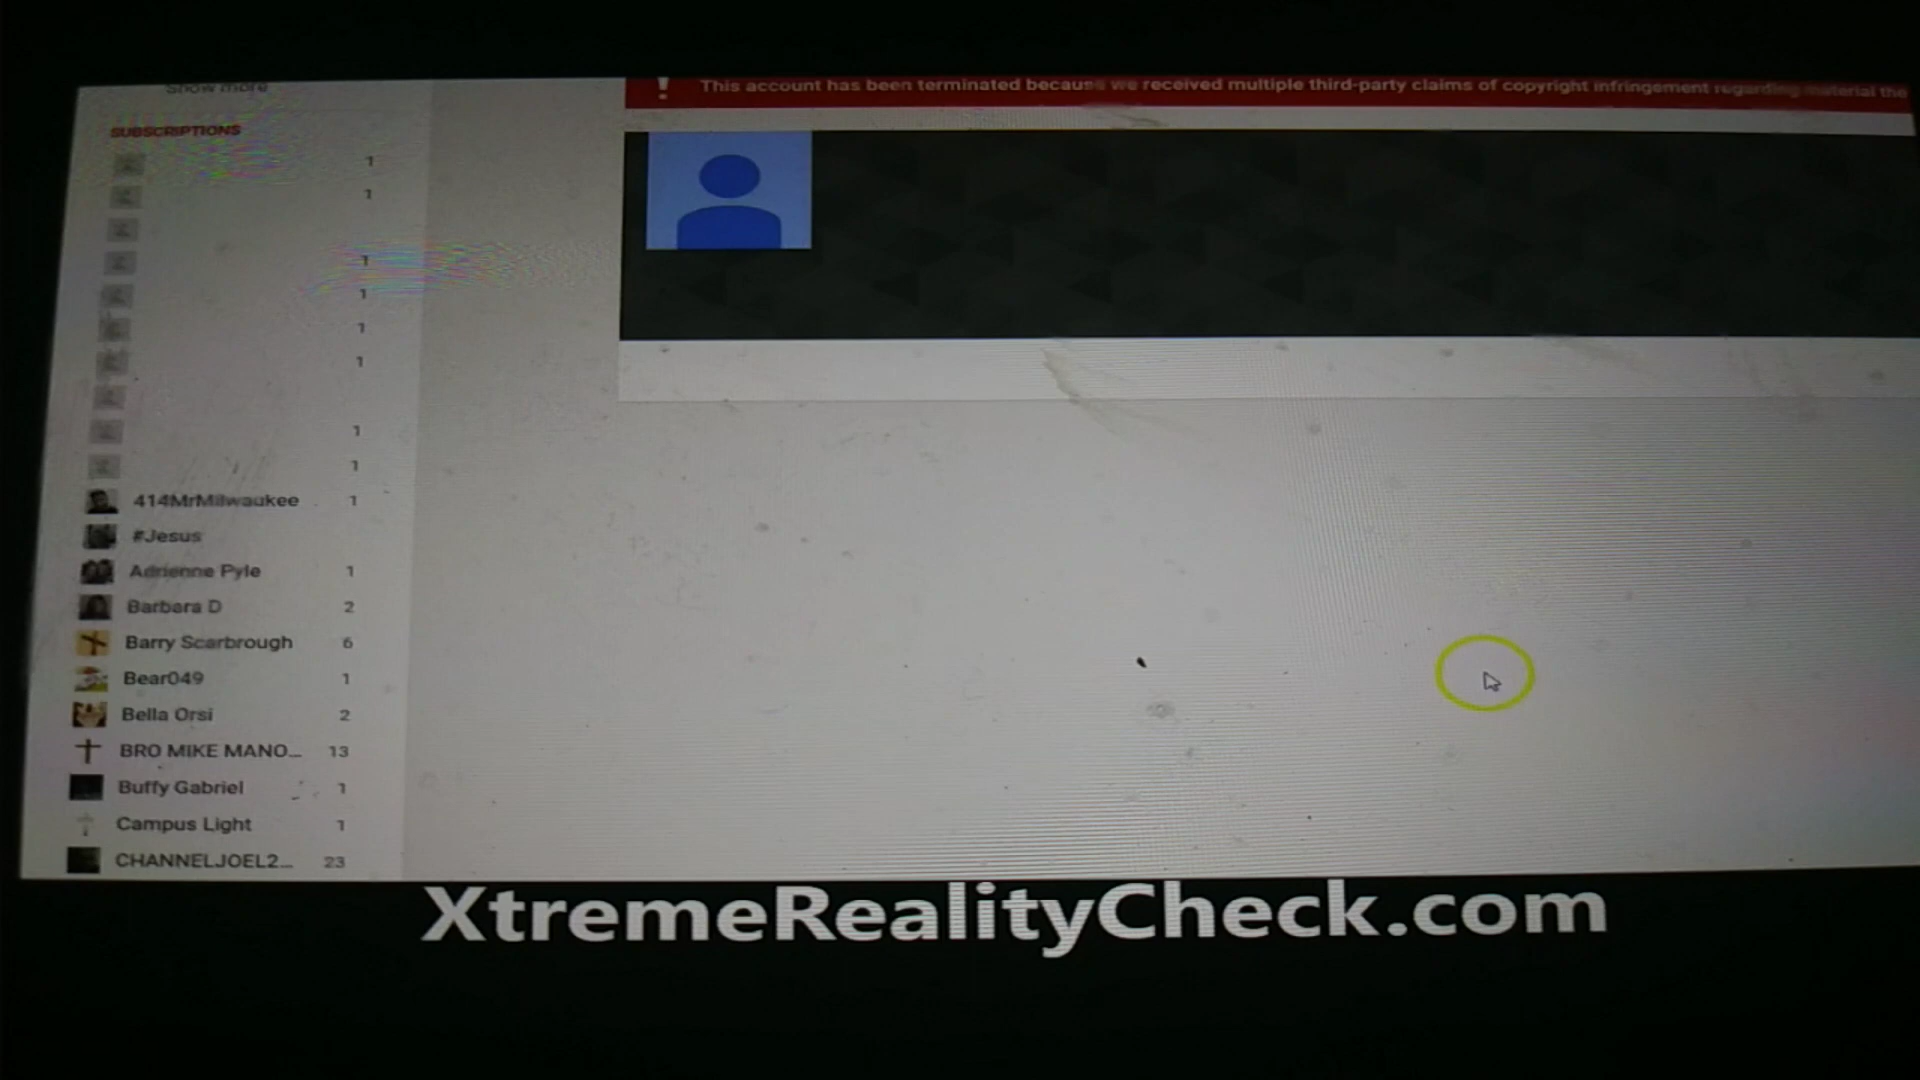 Show more
! This account has been terminated because we received multiple third-party claims of copyright infringement regarding material the
SUBSCRIPTIONS
1
1
1
1
1
1
1
1
414MrMilwaukee 1
#Jesus
Adrienne Pyle 1
Barbara D 2
Barry Scarbrough 6
Bear049 1
Bella Orsi 2
BRO MIKE MANO... 13
Buffy Gabriel 1
Campus Light 1
CHANNELJOEL2... 23
XtremeRealityCheck.com